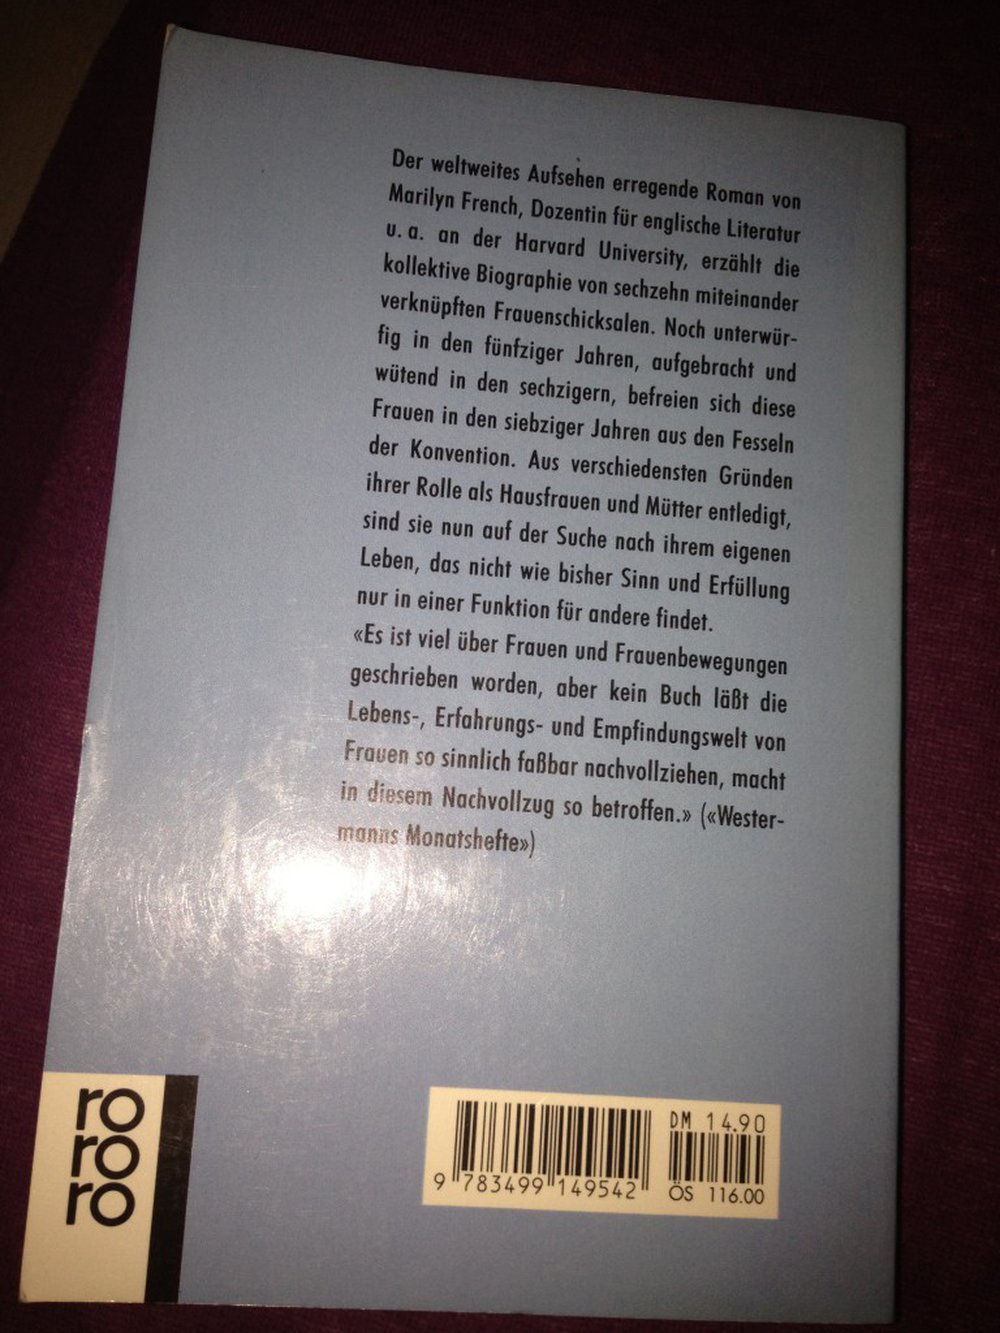 Der weltweites Aufsehen erregende Roman von
Marilyn French, Dozentin für englische Literatur
u. a. an der Harvard University, erzählt die
kollektive Biographie von sechzehn miteinander
verknüpften Frauenschicksalen. Noch unterwür-
fig in den fünfziger Jahren, aufgebracht und
wütend in den sechzigern, befreien sich diese
Frauen in den siebziger Jahren aus den Fesseln
der Konvention. Aus verschiedensten Gründen
ihrer Rolle als Hausfrauen und Mütter entledigt,
sind sie nun auf der Suche nach ihrem eigenen
Leben, das nicht wie bisher Sinn und Erfüllung
nur in einer Funktion für andere findet.
«Es ist viel über Frauen und Frauenbewegungen
geschrieben worden, aber kein Buch läßt die
Lebens-, Erfahrungs- und Empfindungswelt von
Frauen so sinnlich faßbar nachvollziehen, macht
in diesem Nachvollzug so betroffen.» («Wester-
manns Monatshefte»)
ro
ro
ro
DM 14.90
9 783499 149542
ÖS 116.00